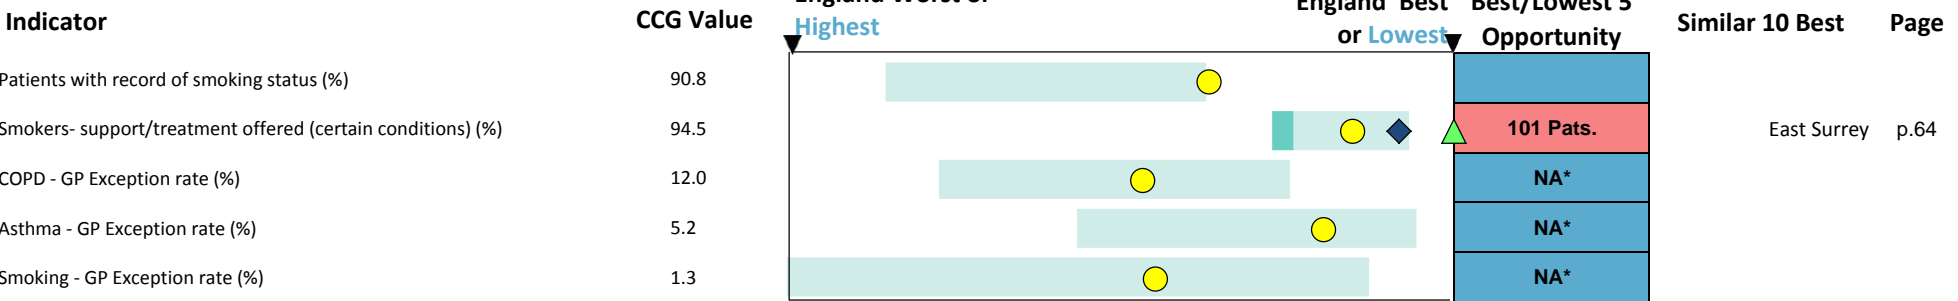 Indicator CCG Value England Worst or England Best Best/Lowest 5 Similar 10 Best Page
Highest or Lowest Opportunity
Patients with record of smoking status (%) 90.8
Smokers- support/treatment offered (certain conditions) (%) 94.5 101 Pats. East Surrey p.64
COPD - GP Exception rate (%) 12.0 NA*
Asthma - GP Exception rate (%) 5.2 NA*
Smoking - GP Exception rate (%) 1.3 NA*